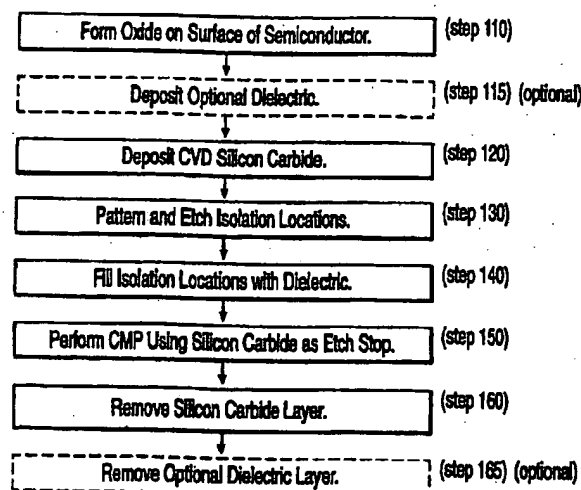 Form Oxide on Surface of Semiconductor. (step 110)
Deposit Optional Dielectric. (step 115) (optional)
Deposit CVD Silicon Carbide. (step 120)
Pattern and Etch Isolation Locations. (step 130)
Fill Isolation Locations with Dielectric. (step 140)
Perform CMP Using Silicon Carbide as Etch Stop. (step 150)
Remove Silicon Carbide Layer. (step 160)
Remove Optional Dielectric Layer. (step 165) (optional)